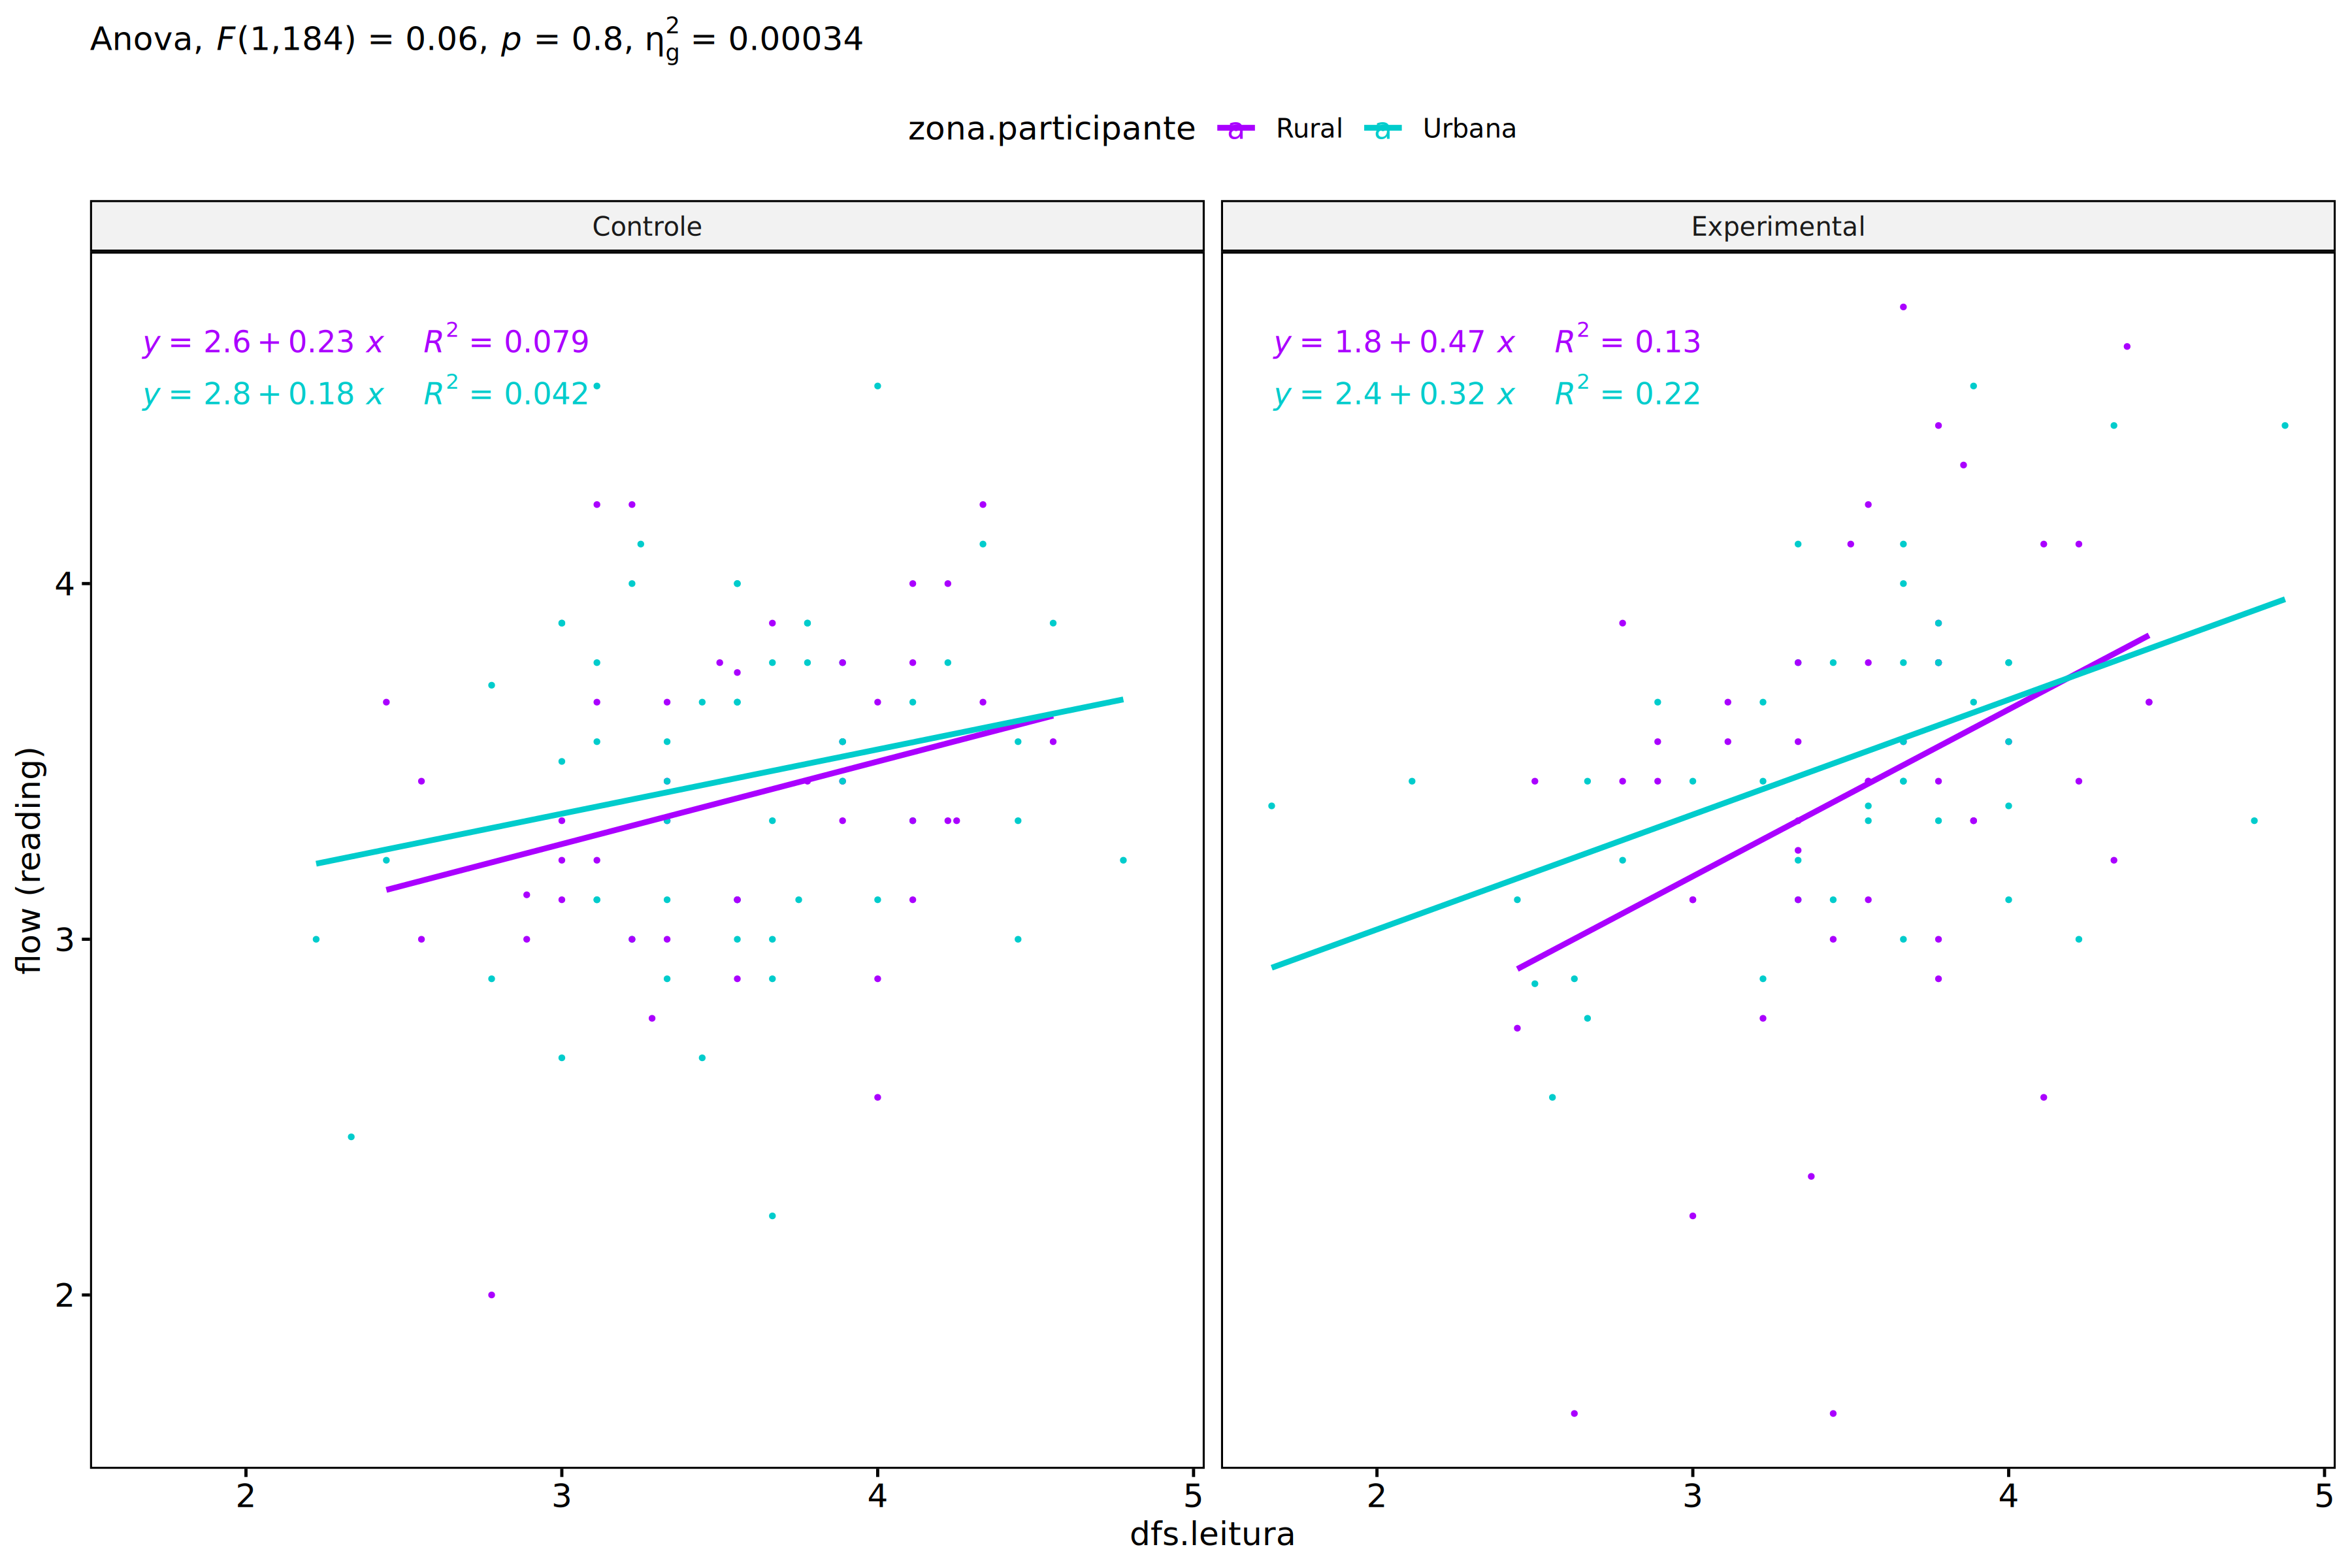 Anova, F(1,184) = 0.06, p = 0.8, η²g = 0.00034
zona.participante a Rural a Urbana
Controle
Experimental
y = 2.6 + 0.23 x R² = 0.079
y = 2.8 + 0.18 x R² = 0.042
y = 1.8 + 0.47 x R² = 0.13
y = 2.4 + 0.32 x R² = 0.22
flow (reading)
4
3
2
2 3 4 5
2 3 4 5
dfs.leitura